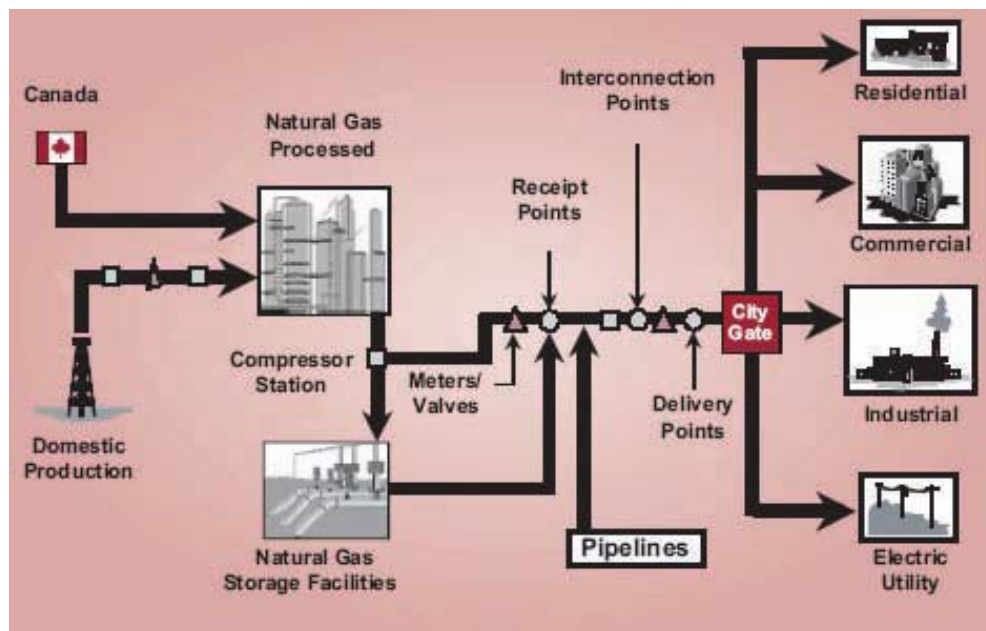 Canada
Natural Gas
Processed
Interconnection
Points
Receipt
Points
Residential
Commercial
City
Gate
Compressor
Station
Meters/
Valves
Delivery
Points
Industrial
Domestic
Production
Natural Gas
Storage Facilities
Pipelines
Electric
Utility